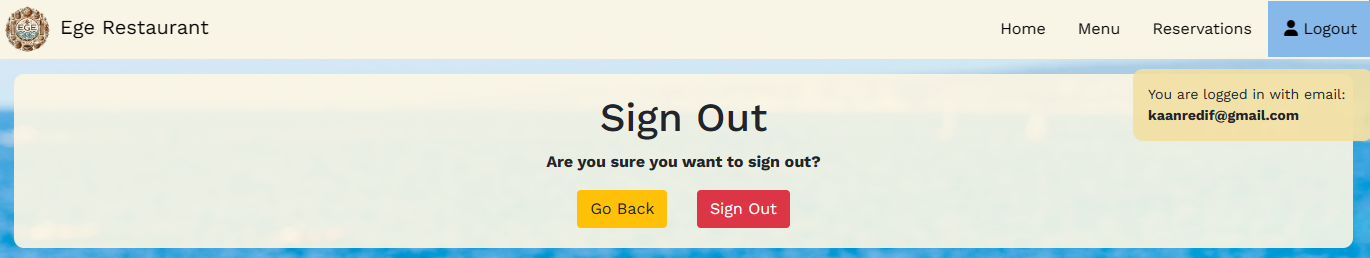 EGE
Ege Restaurant
Home
Menu
Reservations
Logout
You are logged in with email:
kaanredif@gmail.com
Sign Out
Are you sure you want to sign out?
Go Back
Sign Out